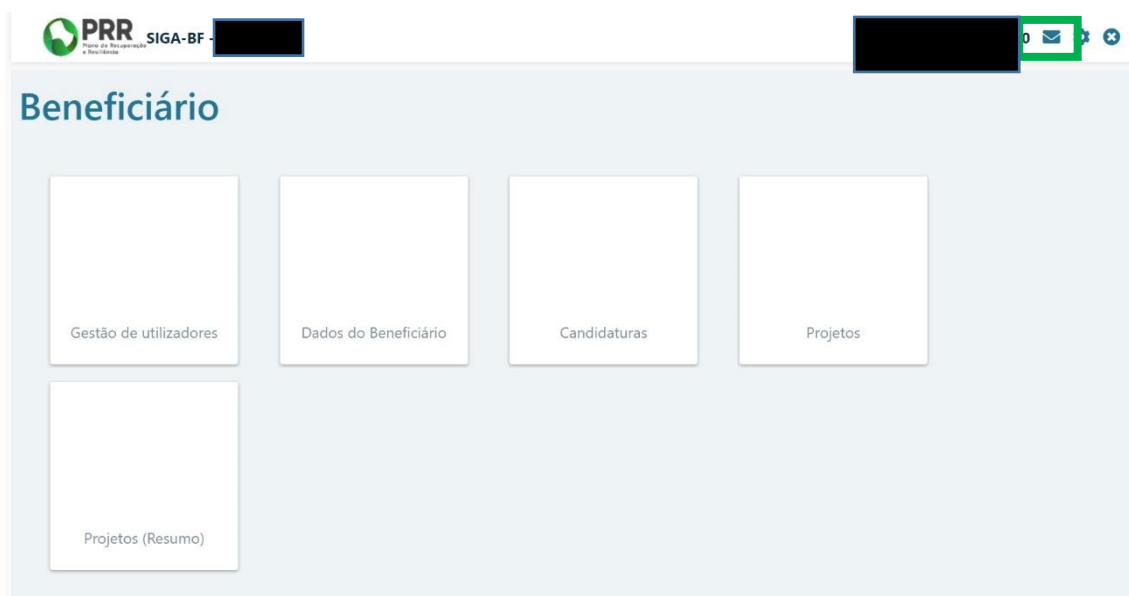 PRR
Plano de Recuperação
e Resiliência
SIGA-BF -
0
Beneficiário
Gestão de utilizadores
Dados do Beneficiário
Candidaturas
Projetos
Projetos (Resumo)